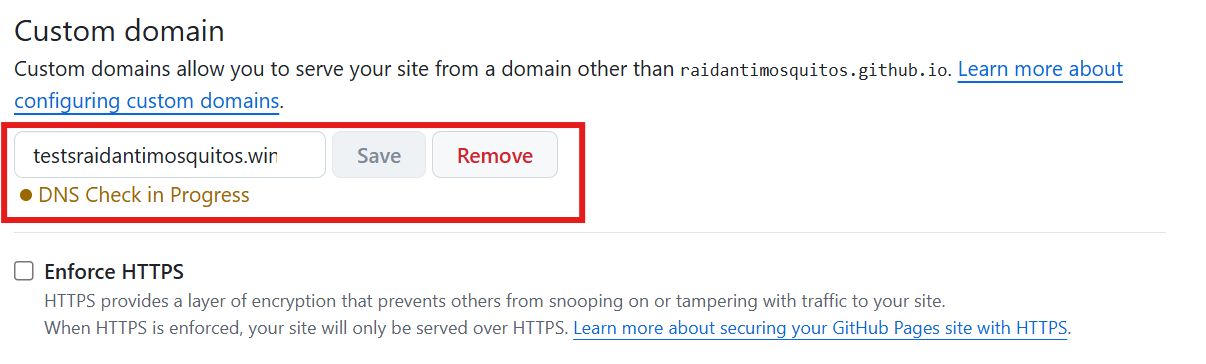 Custom domain
Custom domains allow you to serve your site from a domain other than raidantimosquitos.github.io. Learn more about
configuring custom domains.
testsraidantimosquitos.win
Save
Remove
DNS Check in Progress
Enforce HTTPS
HTTPS provides a layer of encryption that prevents others from snooping on or tampering with traffic to your site.
When HTTPS is enforced, your site will only be served over HTTPS. Learn more about securing your GitHub Pages site with HTTPS.